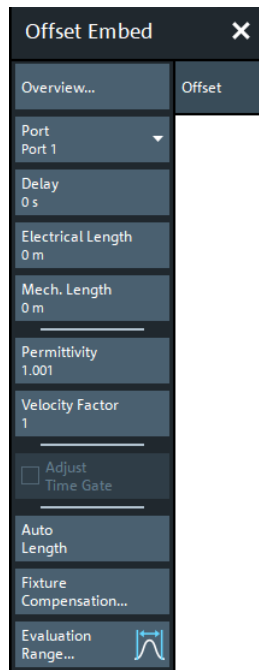 Offset Embed
Overview...
Offset
Port
Port 1
Delay
0 s
Electrical Length
0 m
Mech. Length
0 m
Permittivity
1.001
Velocity Factor
1
Adjust
Time Gate
Auto
Length
Fixture
Compensation...
Evaluation
Range...